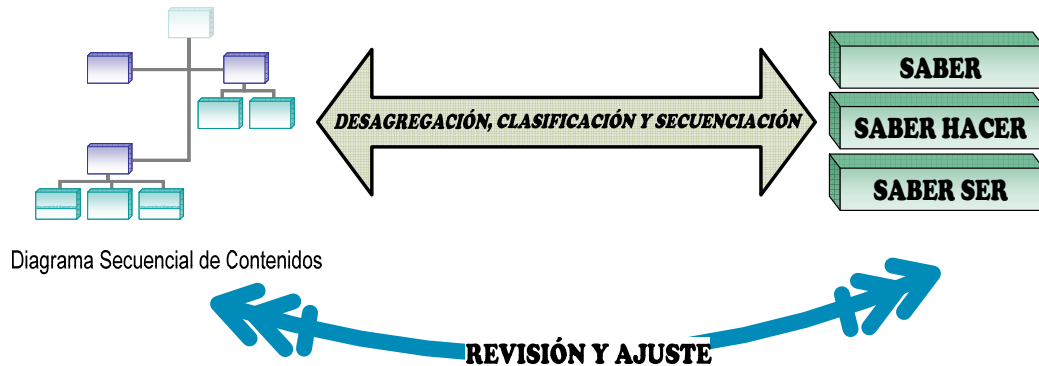 SABER
DESAGREGACIÓN, CLASIFICACIÓN Y SECUENCIACIÓN
SABER HACER
SABER SER
Diagrama Secuencial de Contenidos
REVISIÓN Y AJUSTE